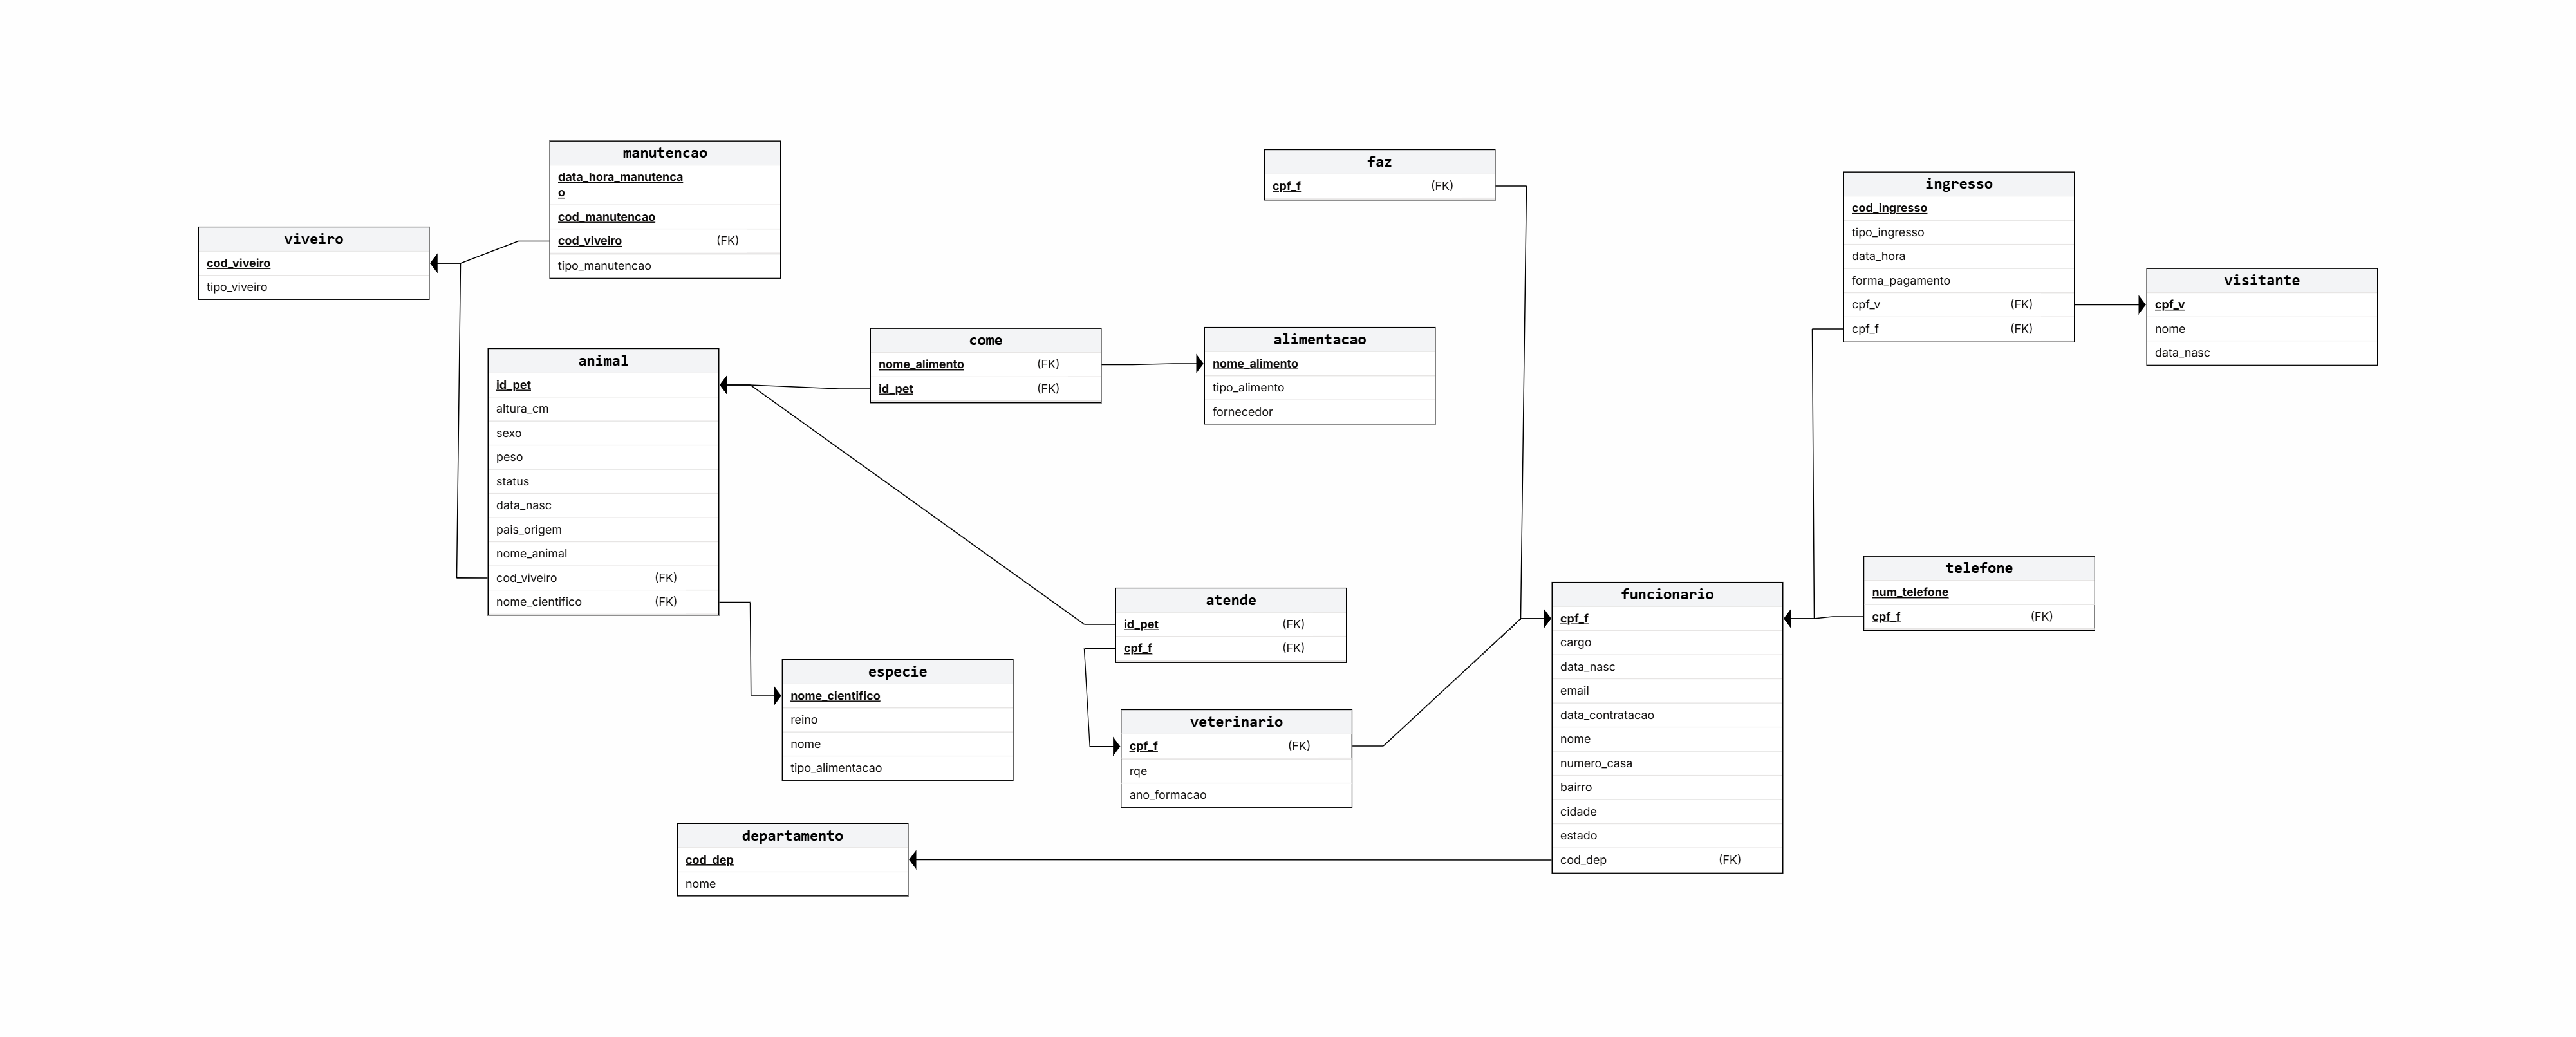 manutencao
data_hora_manutenca
o
cod_manutencao
cod_viveiro (FK)
tipo_manutencao
viveiro
cod_viveiro
tipo_viveiro
faz
cpf_f (FK)
ingresso
cod_ingresso
tipo_ingresso
data_hora
forma_pagamento
cpf_v (FK)
cpf_f (FK)
visitante
cpf_v
nome
data_nasc
animal
id_pet
altura_cm
sexo
peso
status
data_nasc
pais_origem
nome_animal
cod_viveiro (FK)
nome_cientifico (FK)
come
nome_alimento (FK)
id_pet (FK)
alimentacao
nome_alimento
tipo_alimento
fornecedor
atende
id_pet (FK)
cpf_f (FK)
funcionario
cpf_f
cargo
data_nasc
email
data_contratacao
nome
numero_casa
bairro
cidade
estado
cod_dep (FK)
telefone
num_telefone
cpf_f (FK)
especie
nome_cientifico
reino
nome
tipo_alimentacao
veterinario
cpf_f (FK)
rqe
ano_formacao
departamento
cod_dep
nome